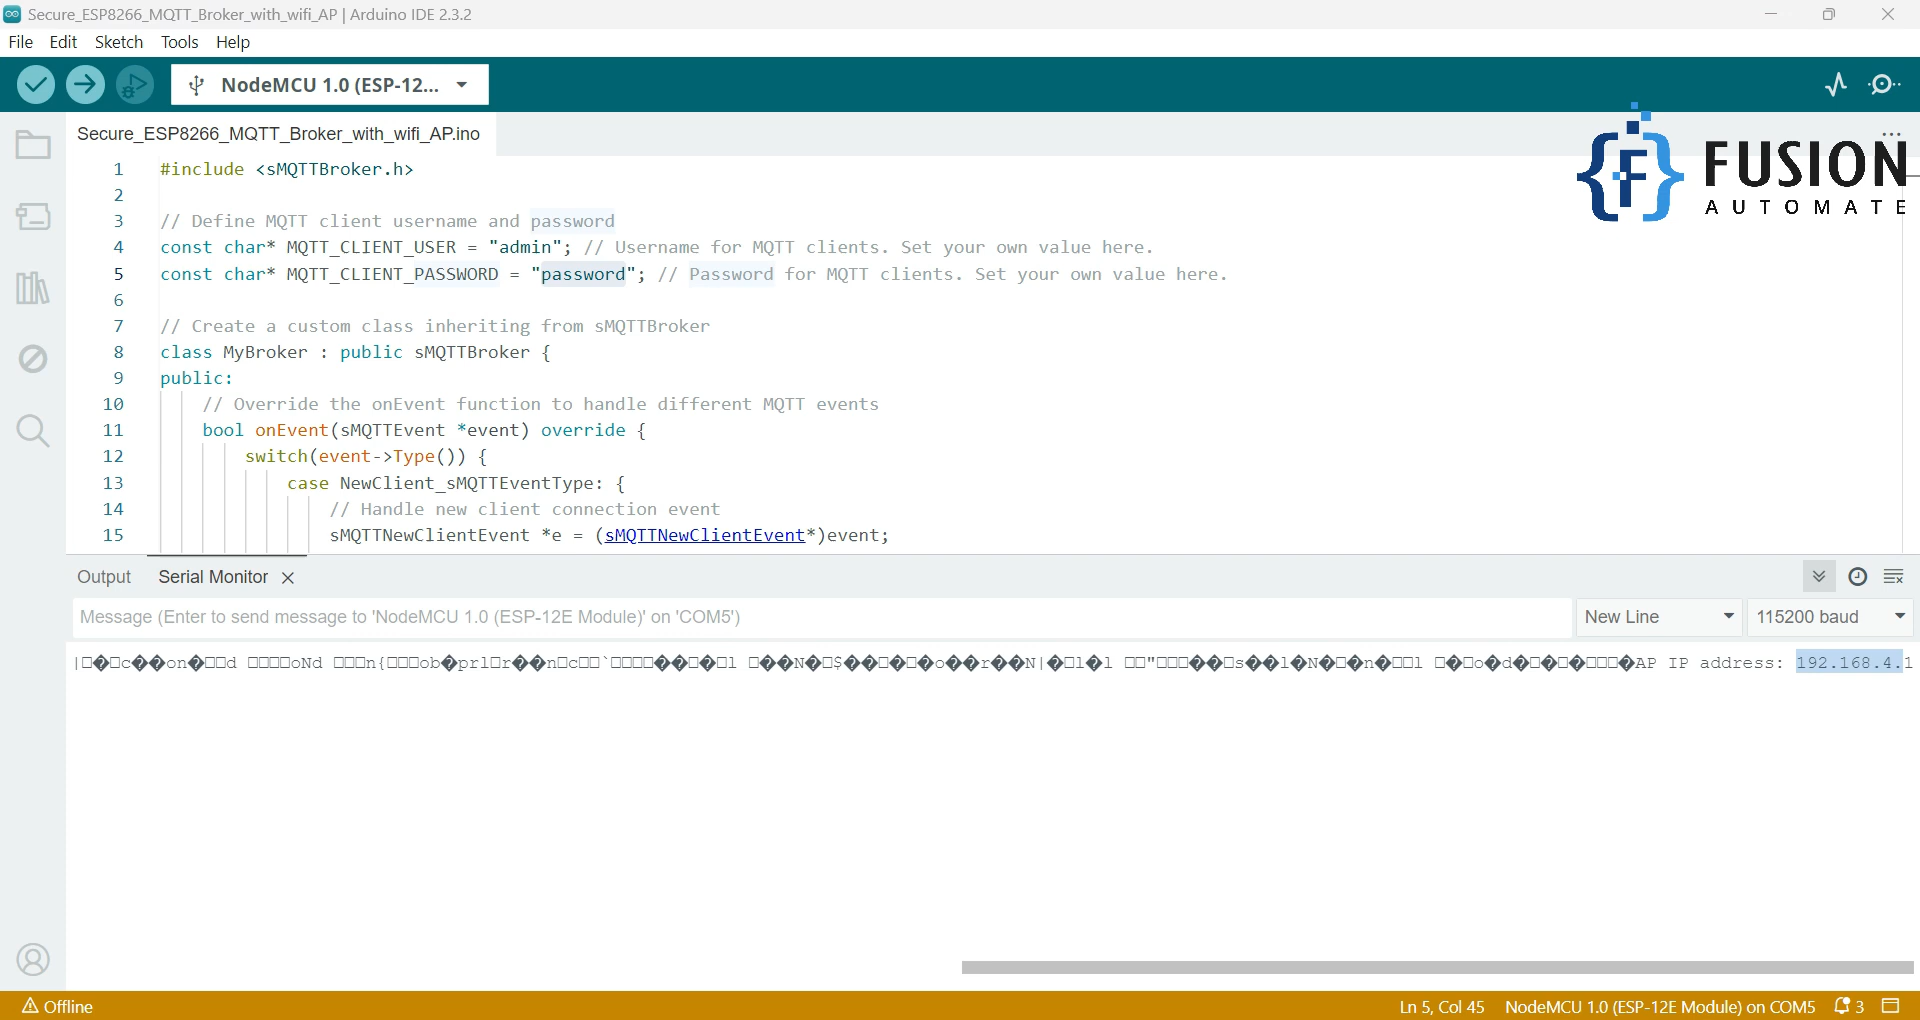 Secure_ESP8266_MQTT_Broker_with_wifi_AP | Arduino IDE 2.3.2
File Edit Sketch Tools Help
NodeMCU 1.0 (ESP-12...
Secure_ESP8266_MQTT_Broker_with_wifi_AP.ino
FUSION
AUTOMATE
1 #include <sMQTTBroker.h>
2
3 // Define MQTT client username and password
4 const char* MQTT_CLIENT_USER = "admin"; // Username for MQTT clients. Set your own value here.
5 const char* MQTT_CLIENT_PASSWORD = "password"; // Password for MQTT clients. Set your own value here.
6
7 // Create a custom class inheriting from sMQTTBroker
8 class MyBroker : public sMQTTBroker {
9 public:
10 // Override the onEvent function to handle different MQTT events
11 bool onEvent(sMQTTEvent *event) override {
12 switch(event->Type()) {
13 case NewClient_sMQTTEventType: {
14 // Handle new client connection event
15 sMQTTNewClientEvent *e = (sMQTTNewClientEvent*)event;
Output Serial Monitor
Message (Enter to send message to 'NodeMCU 1.0 (ESP-12E Module)' on 'COM5')
New Line 115200 baud
AP IP address: 192.168.4.1
Offline
Ln 5, Col 45 NodeMCU 1.0 (ESP-12E Module) on COM5 3